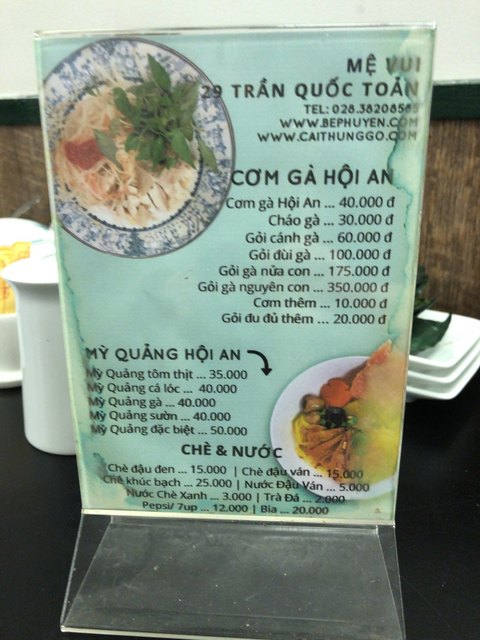 MỆ VUI
29 TRẦN QUỐC TOẢN
TEL: 028.38208585
WWW.BEPHUYEN.COM
WWW.CAITHUNGGO.COM
CƠM GÀ HỘI AN
Cơm gà Hội An ... 40.000 đ
Cháo gà ... 30.000 đ
Gỏi cánh gà ... 60.000 đ
Gỏi đùi gà ... 100.000 đ
Gỏi gà nửa con ... 175.000 đ
Gỏi gà nguyên con ... 350.000 đ
Cơm thêm ... 10.000 đ
Gỏi đu đủ thêm ... 20.000 đ
MỲ QUẢNG HỘI AN
Mỳ Quảng tôm thịt ... 35.000
Mỳ Quảng cá lóc ... 40.000
Mỳ Quảng gà ... 40.000
Mỳ Quảng sườn ... 40.000
Mỳ Quảng đặc biệt ... 50.000
CHÈ & NƯỚC
Chè đậu đen ... 15.000 | Chè đậu ván ... 15.000
Chè khúc bạch ... 25.000 | Nước Đậu Ván ... 5.000
Nước Chè Xanh ... 3.000 | Trà Đá ... 2.000
Pepsi/ 7up ... 12.000 | Bia ... 20.000